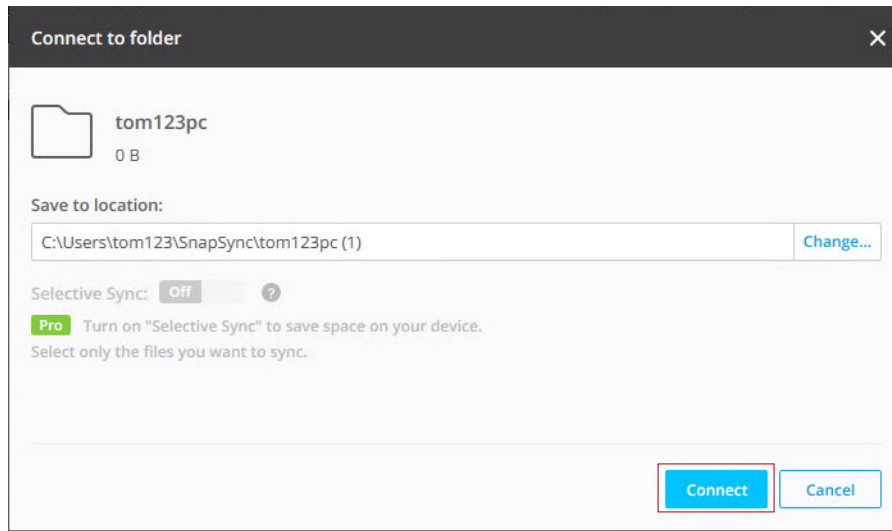 Connect to folder
tom123pc
0 B
Save to location:
C:\Users\tom123\SnapSync\tom123pc (1)
Change...
Selective Sync: Off ?
Pro Turn on "Selective Sync" to save space on your device.
Select only the files you want to sync.
Connect Cancel